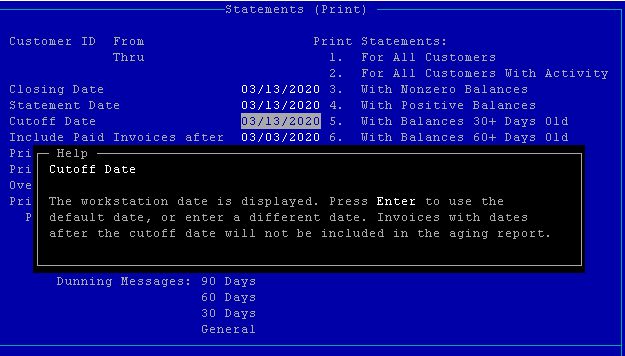 Statements (Print)
Customer ID From Print Statements:
Thru 1. For All Customers
2. For All Customers With Activity
Closing Date 03/13/2020 3. With Nonzero Balances
Statement Date 03/13/2020 4. With Positive Balances
Cutoff Date 03/13/2020 5. With Balances 30+ Days Old
Include Paid Invoices after 03/03/2020 6. With Balances 60+ Days Old
Pri Help
Pri Cutoff Date
Ove
Pri The workstation date is displayed. Press Enter to use the
P default date, or enter a different date. Invoices with dates
after the cutoff date will not be included in the aging report.
Dunning Messages: 90 Days
60 Days
30 Days
General